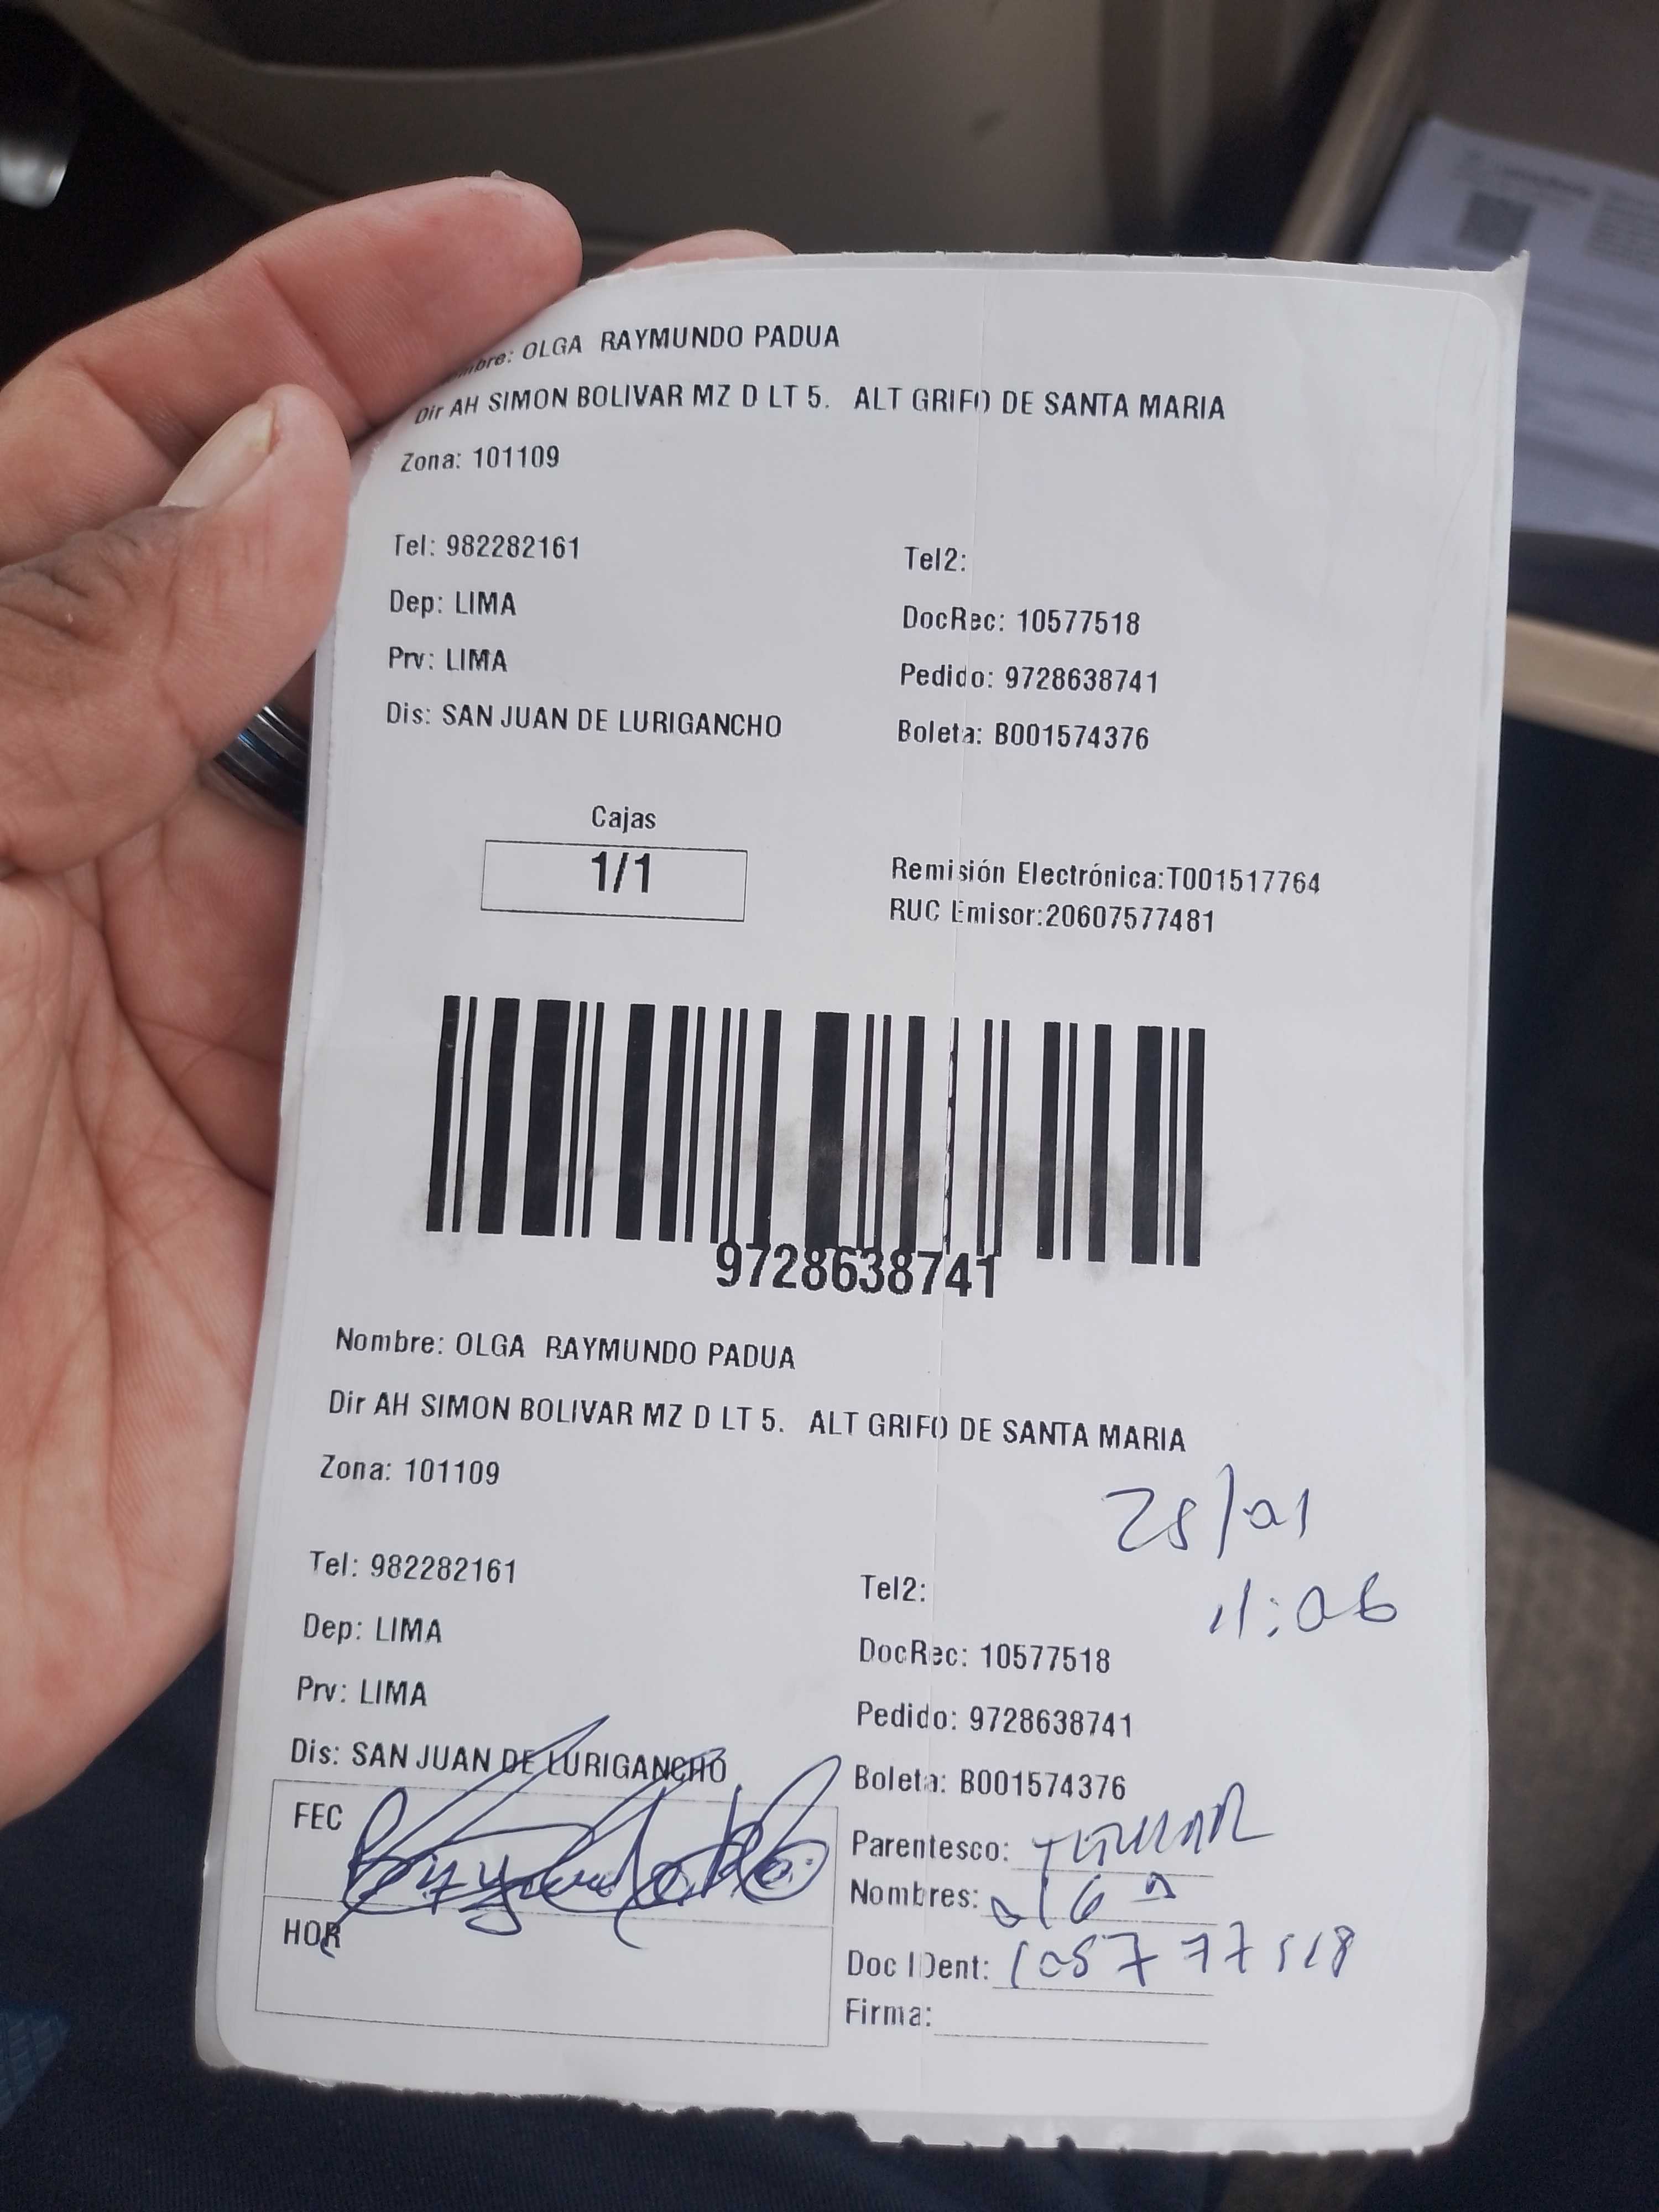 Nombre: OLGA RAYMUNDO PADUA
Dir AH SIMON BOLIVAR MZ D LT 5. ALT GRIFO DE SANTA MARIA
Zona: 101109
Tel: 982282161
Tel2:
Dep: LIMA
DocRec: 10577518
Prv: LIMA
Pedido: 9728638741
Dis: SAN JUAN DE LURIGANCHO
Boleta: B001574376
Cajas
1/1
Remisión Electrónica:T001517764
RUC Emisor:20607577481
9728638741
Nombre: OLGA RAYMUNDO PADUA
Dir AH SIMON BOLIVAR MZ D LT 5. ALT GRIFO DE SANTA MARIA
Zona: 101109
25/01
11:06
Tel: 982282161
Tel2:
Dep: LIMA
DocRec: 10577518
Prv: LIMA
Pedido: 9728638741
Dis: SAN JUAN DE LURIGANCHO
Boleta: B001574376
FEC
HOR
Parentesco: TITULAR
Nombres: olGa
Doc IDent: 10577518
Firma: